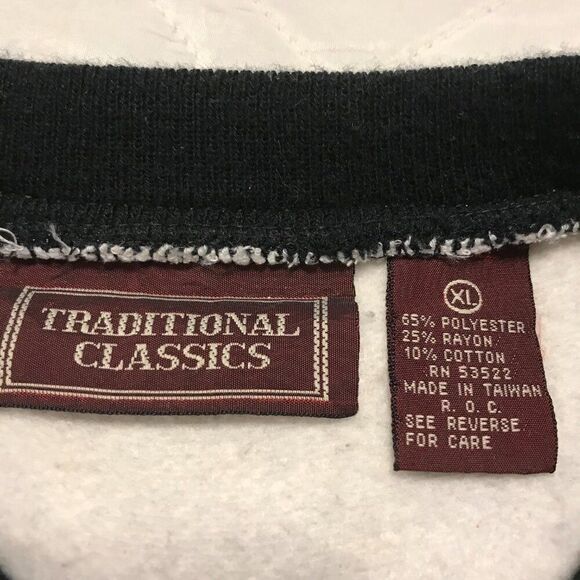 TRADITIONAL
CLASSICS
XL
65% POLYESTER
25% RAYON
10% COTTON
RN 53522
MADE IN TAIWAN
R. O. C.
SEE REVERSE
FOR CARE